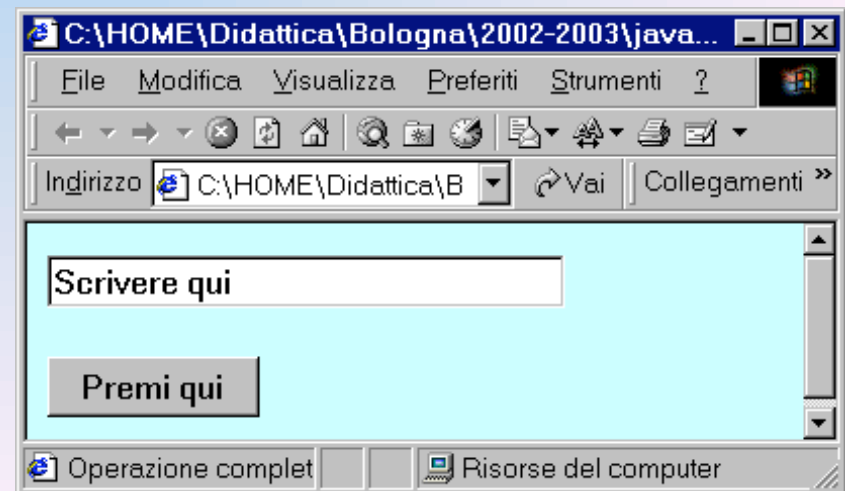 C:\HOME\Didattica\Bologna\2002-2003\java...
File Modifica Visualizza Preferiti Strumenti ?
Indirizzo C:\HOME\Didattica\B Vai Collegamenti »
Scrivere qui
Premi qui
Operazione complet Risorse del computer